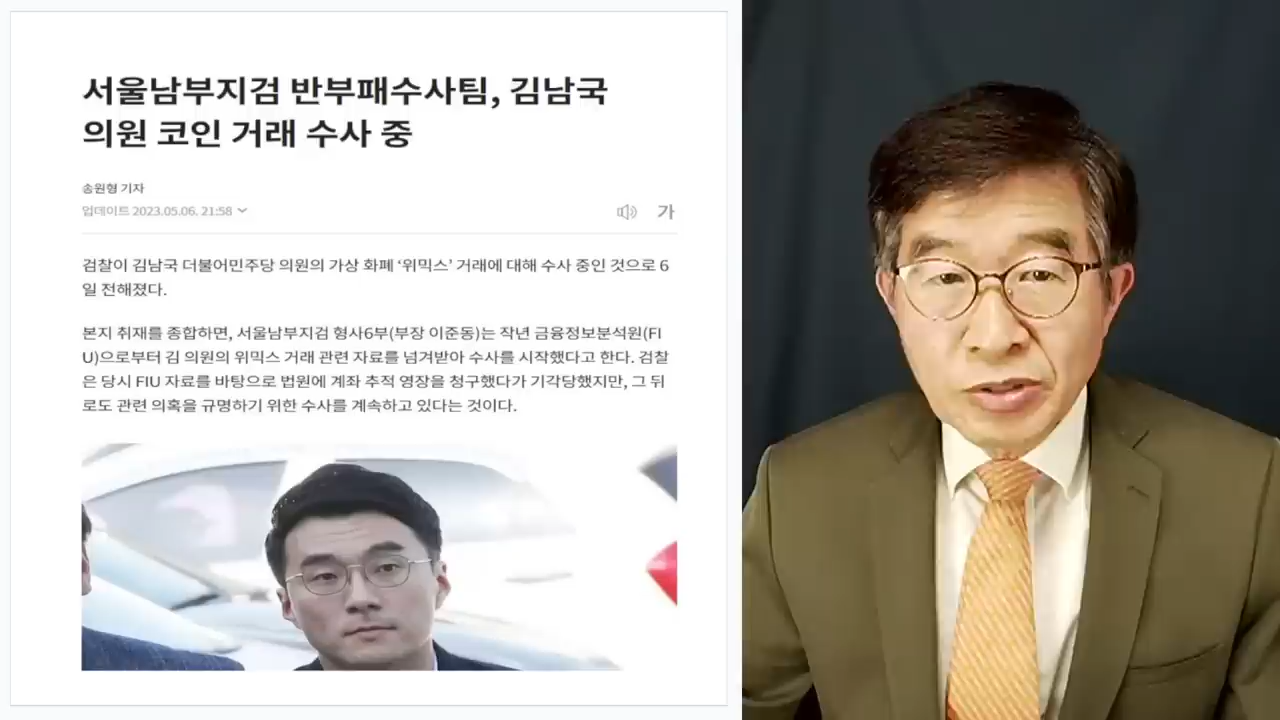 서울남부지검 반부패수사팀, 김남국
의원 코인 거래 수사 중
송원형 기자
업데이트 2023.05.06. 21:58
가
검찰이 김남국 더불어민주당 의원의 가상 화폐 ‘위믹스’ 거래에 대해 수사 중인 것으로 6
일 전해졌다.
본지 취재를 종합하면, 서울남부지검 형사6부(부장 이준동)는 작년 금융정보분석원(FI
U)으로부터 김 의원의 위믹스 거래 관련 자료를 넘겨받아 수사를 시작했다고 한다. 검찰
은 당시 FIU 자료를 바탕으로 법원에 계좌 추적 영장을 청구했다가 기각당했지만, 그 뒤
로도 관련 의혹을 규명하기 위한 수사를 계속하고 있다는 것이다.